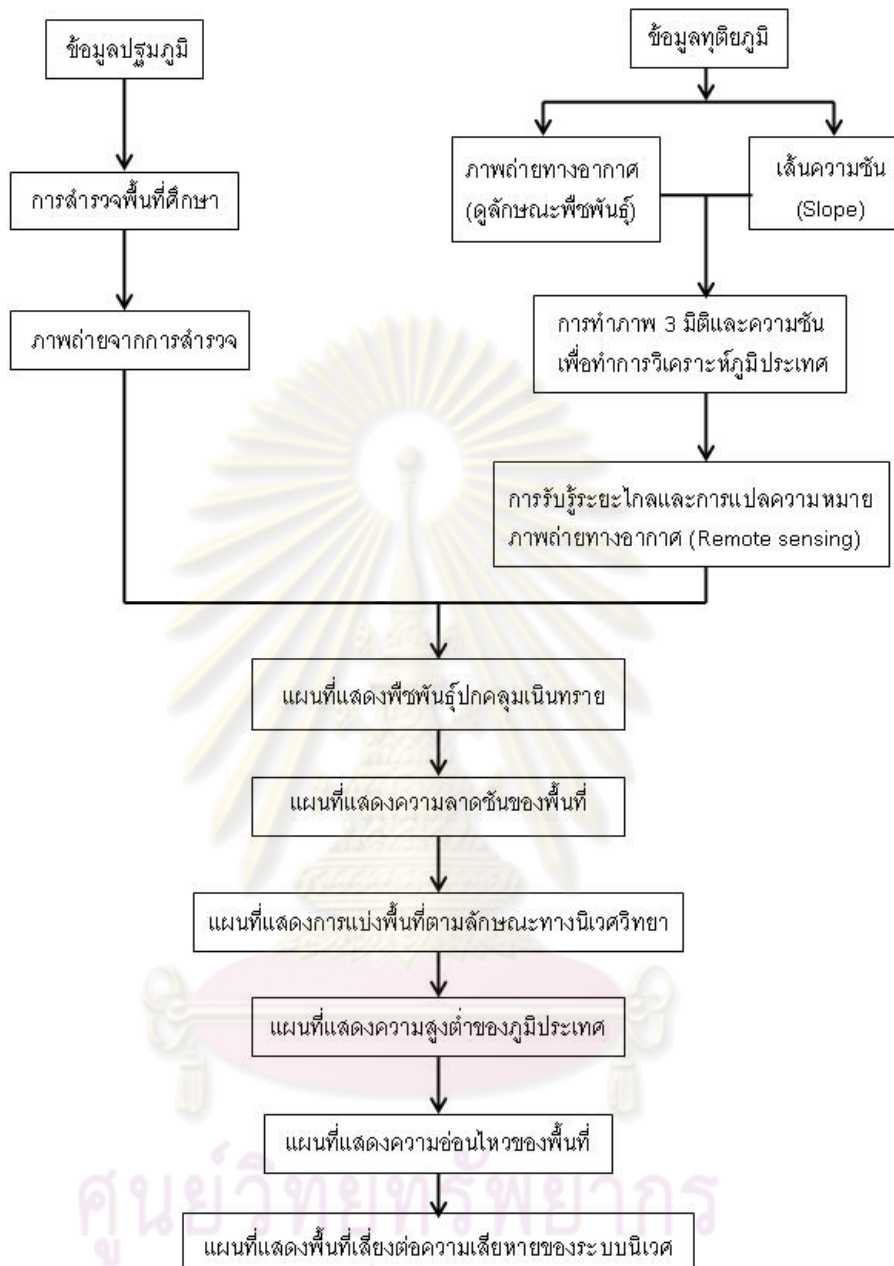 ข้อมูลปฐมภูมิ
การสำรวจพื้นที่ศึกษา
ภาพถ่ายจากการสำรวจ
ข้อมูลทุติยภูมิ
ภาพถ่ายทางอากาศ
(ดูลักษณะพืชพันธุ์)
เส้นความชัน
(Slope)
การทำภาพ 3 มิติและความชัน
เพื่อทำการวิเคราะห์ภูมิประเทศ
การรับรู้ระยะไกลและการแปลความหมาย
ภาพถ่ายทางอากาศ (Remote sensing)
แผนที่แสดงพืชพันธุ์ปกคลุมเนินทราย
แผนที่แสดงความลาดชันของพื้นที่
แผนที่แสดงการแบ่งพื้นที่ตามลักษณะทางนิเวศวิทยา
แผนที่แสดงความสูงต่ำของภูมิประเทศ
แผนที่แสดงความอ่อนไหวของพื้นที่
ศูนย์วิทยทรัพยากร
แผนที่แสดงพื้นที่เสี่ยงต่อความเสียหายของระบบนิเวศ